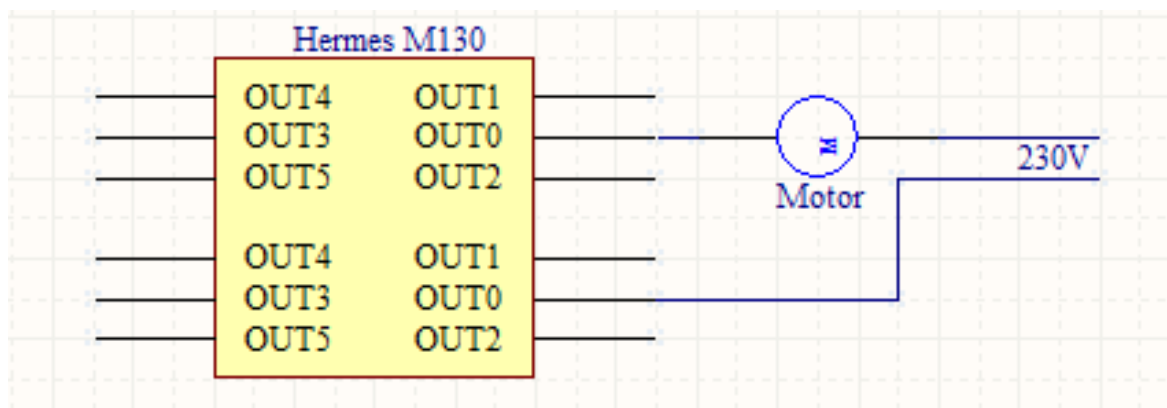 Hermes M130
OUT4 OUT1
OUT3 OUT0
OUT5 OUT2
M
230V
Motor
OUT4 OUT1
OUT3 OUT0
OUT5 OUT2